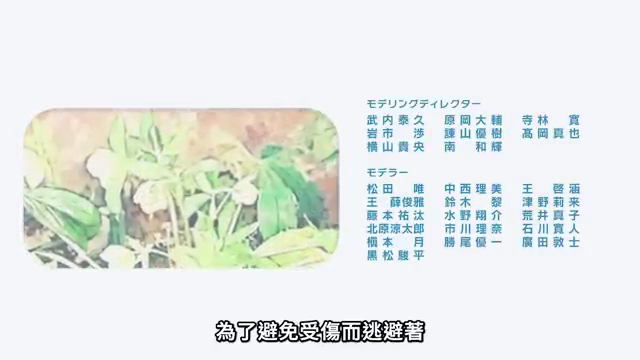 モデリングディレクター
武内泰久 原岡大輔 寺林 寛
岩市 渉 諌山優樹 髙岡真也
横山貴央 南 和輝
モデラー
松田 唯 中西理美 王 啓涵
王 薛俊雅 鈴木 黎 津野莉来
藤本祐汰 水野翔介 荒井真子
北原涼太郎 市川理奈 石川寛人
槇本 月 勝尾優一 廣田敦士
黒松駿平
為了避免受傷而逃避著